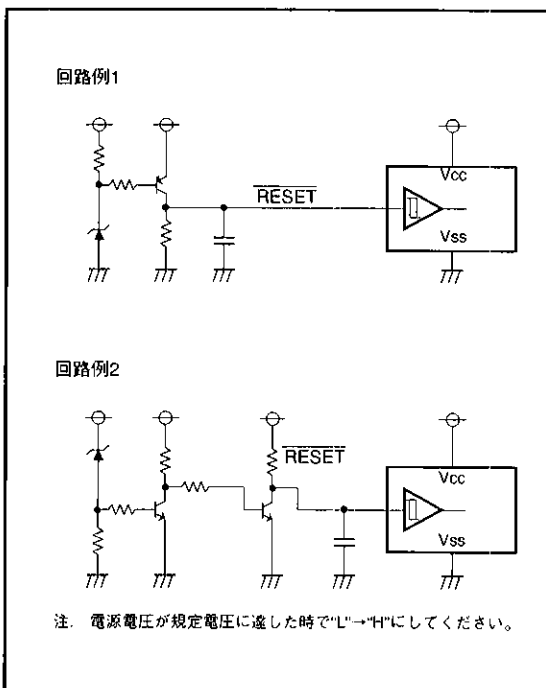 回路例1
RESET
Vcc
Vss
回路例2
RESET
Vcc
Vss
注. 電源電圧が規定電圧に達した時で"L"→"H"にしてください。